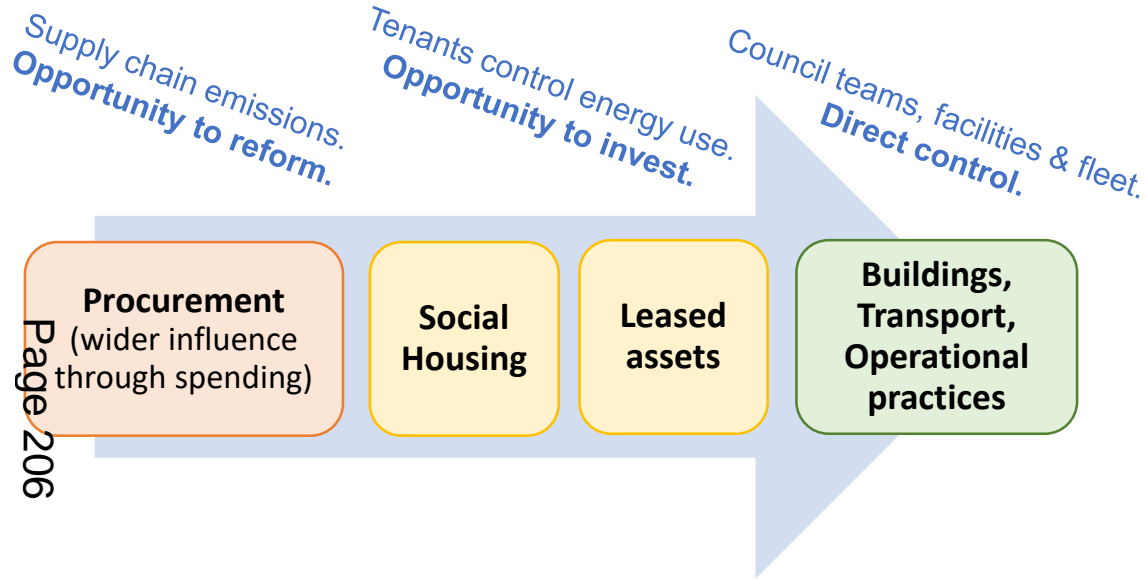 Supply chain emissions.
Opportunity to reform.
Tenants control energy use.
Opportunity to invest.
Council teams, facilities & fleet.
Direct control.
Procurement
(wider influence
through spending)
Social
Housing
Leased
assets
Buildings,
Transport,
Operational
practices
Page 206